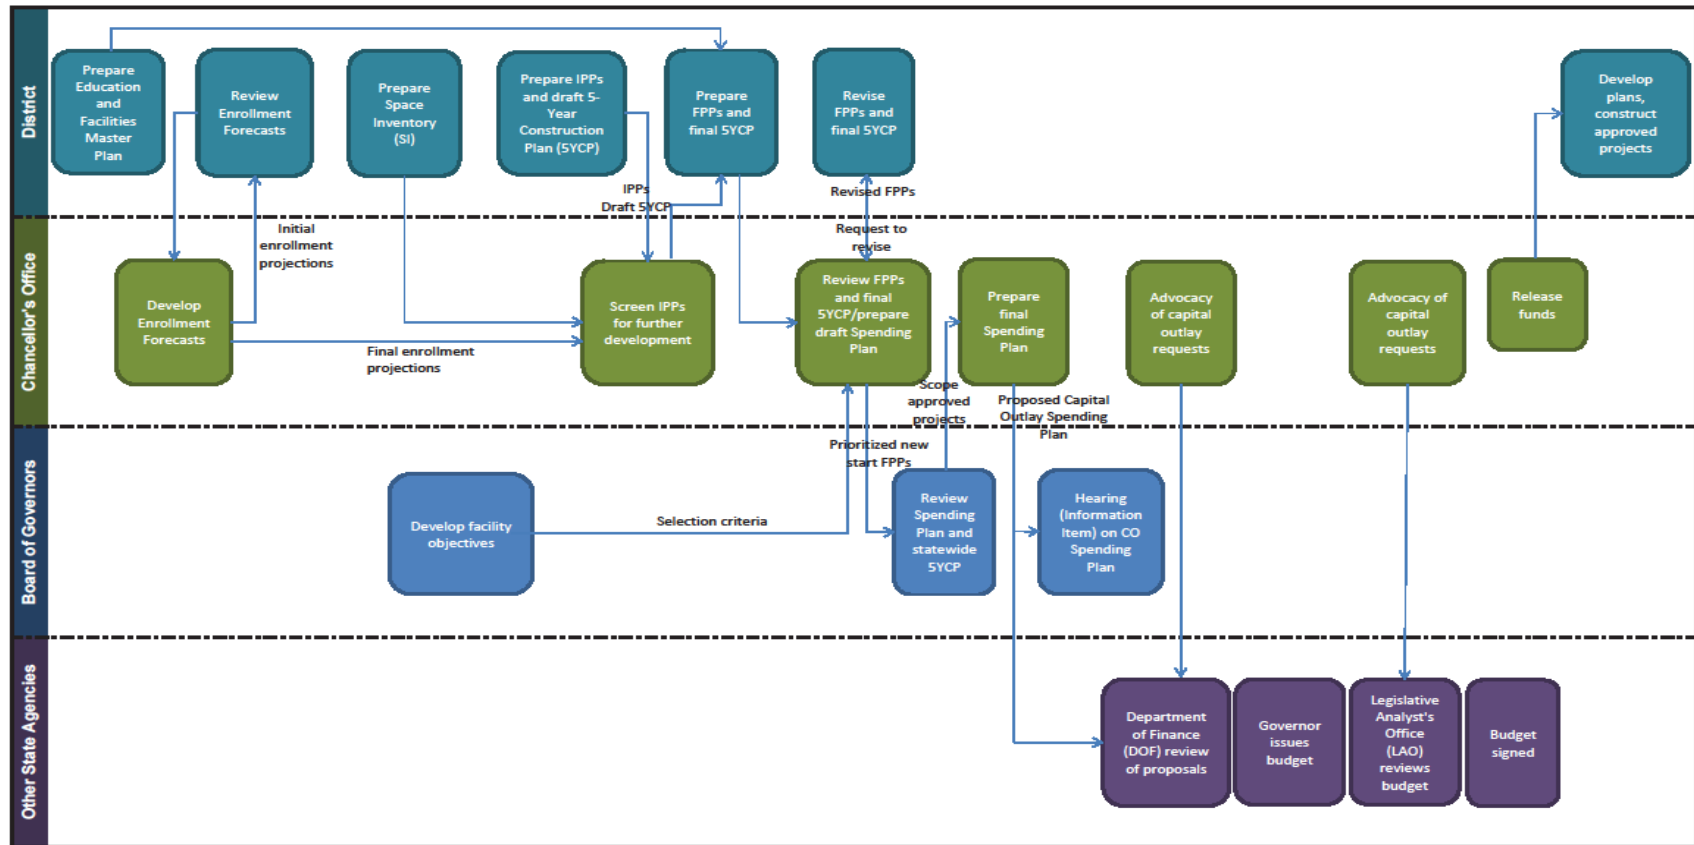 District
Prepare
Education
and
Facilities
Master
Plan
Review
Enrollment
Forecasts
Prepare
Space
Inventory
(SI)
Prepare IPPs
and draft 5-
Year
Construction
Plan (5YCP)
Prepare
FPPs and
final 5YCP
Revise
FPPs and
final 5YCP
Develop
plans,
construct
approved
projects
IPPs
Draft 5YCP
Revised FPPs
Chancellor's Office
Initial
enrollment
projections
Request to
revise
Develop
Enrollment
Forecasts
Final enrollment
projections
Screen IPPs
for further
development
Review FPPs
and final
5YCP/prepare
draft Spending
Plan
Prepare
final
Spending
Plan
Advocacy
of capital
outlay
requests
Advocacy of
capital
outlay
requests
Release
funds
Scope
approved
projects
Proposed Capital
Outlay Spending
Plan
Board of Governors
Prioritized new
start FPPs
Develop facility
objectives
Selection criteria
Review
Spending
Plan and
statewide
5YCP
Hearing
(Information
Item) on CO
Spending
Plan
Other State Agencies
Department
of Finance
(DOF) review
of proposals
Governor
issues
budget
Legislative
Analyst's
Office
(LAO)
reviews
budget
Budget
signed